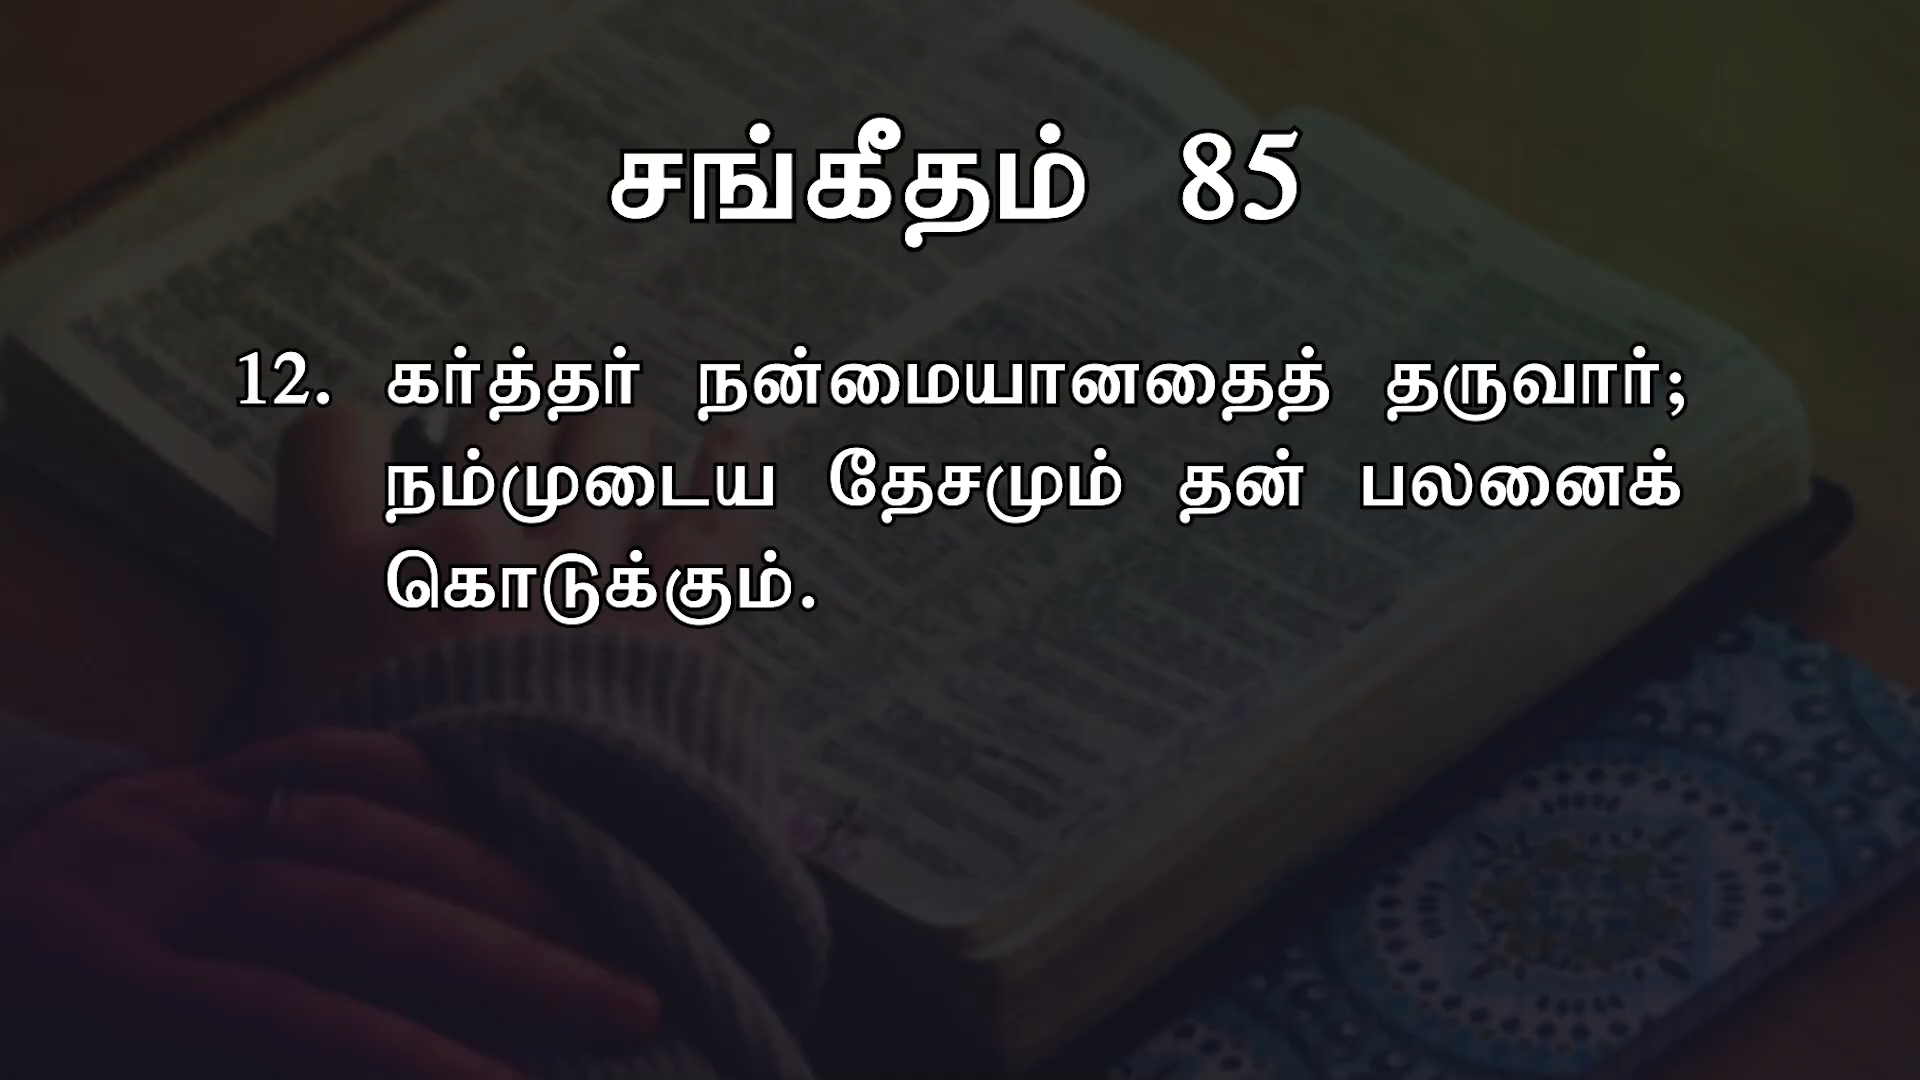 சங்கீதம் 85
12. கர்த்தர் நன்மையானதைத் தருவார்;
நம்முடைய தேசமும் தன் பலனைக்
கொடுக்கும்.